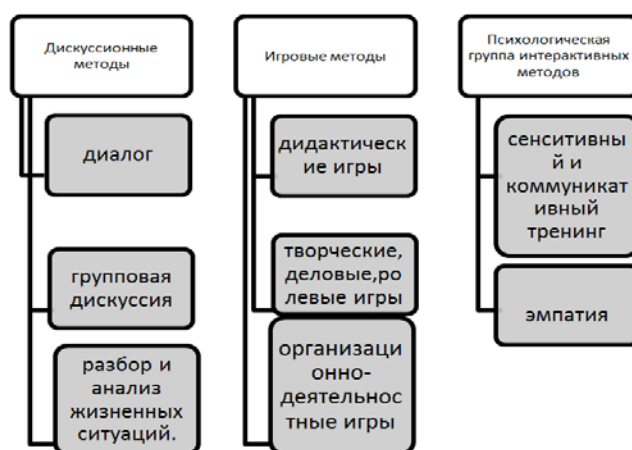 Дискуссионные
методы
диалог
групповая
дискуссия
разбор и
анализ
жизненных
ситуаций.
Игровые методы
дидактическ
ие игры
творческие,
деловые,ро
левые игры
организаци
онно-
деятельнос
тные игры
Психологическая
группа интерактивных
методов
сенситивны
й и
коммуникат
ивный
тренинг
эмпатия